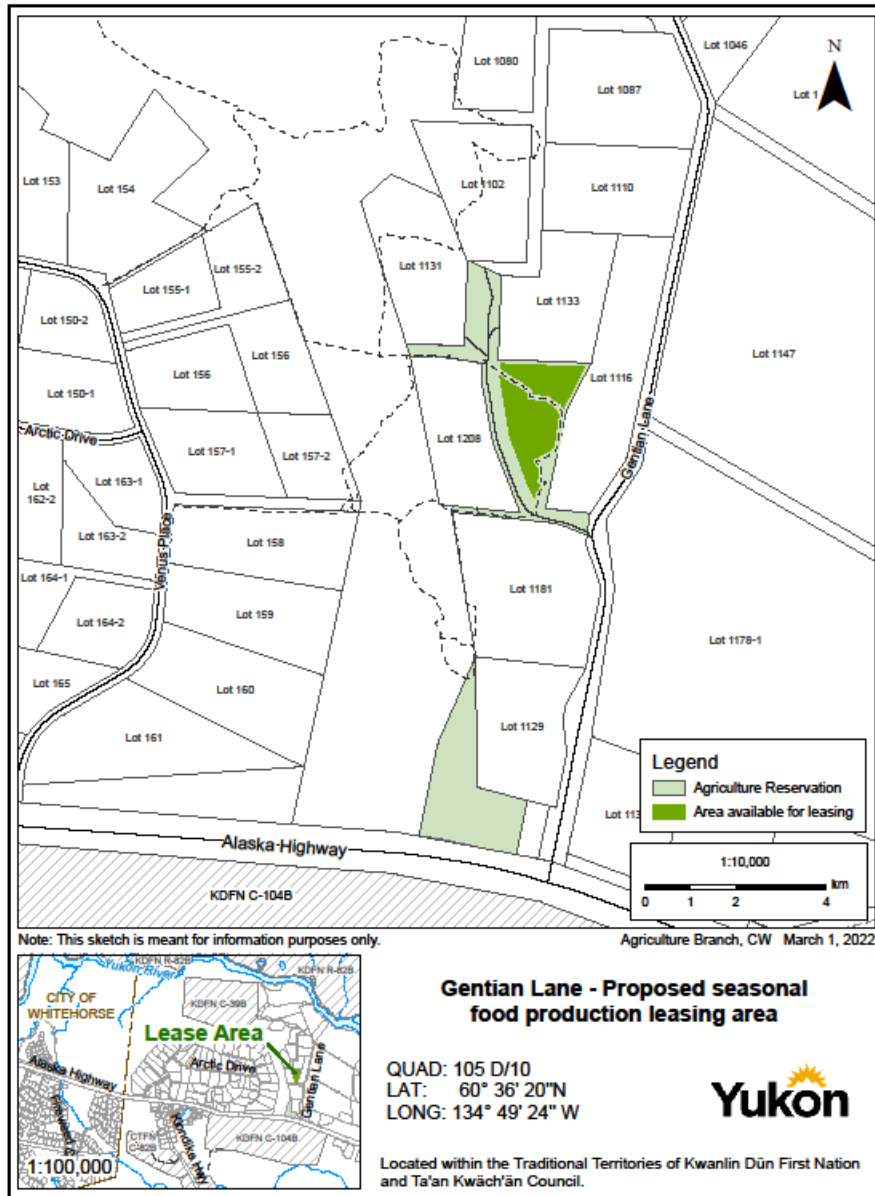 Lot 1080
Lot 1046
N
Lot 1087
Lot 1
Lot 153
Lot 154
Lot 1102
Lot 1110
Lot 155-2
Lot 1131
Lot 155-1
Lot 1133
Lot 150-2
Lot 156
Lot 156
Lot 1147
Lot 1116
Lot 150-1
Arctic Drive
Lot 1208
Gentian Lane
Lot 157-1
Lot 157-2
Lot
162-2
Lot 163-1
Lot 163-2
Venus Place
Lot 158
Lot 164-1
Lot 1181
Lot 159
Lot 164-2
Lot 1178-1
Lot 165
Lot 160
Lot 1129
Lot 161
Legend
Agriculture Reservation
Area available for leasing
Lot 113
Alaska Highway
1:10,000
km
0 1 2 4
KDFN C-104B
Note: This sketch is meant for information purposes only.
Agriculture Branch, CW March 1, 2022
KDFN R-82B
KDFN R-82B
Yukon River
CITY OF
WHITEHORSE
KDFN C-39B
Lease Area
Arctic Drive
Gentian Lane
Alaska Highway
CTFN
C-82B
Klondike Hwy
KDFN C-104B
1:100,000
Gentian Lane - Proposed seasonal
food production leasing area
QUAD: 105 D/10
LAT: 60° 36' 20"N
LONG: 134° 49' 24" W
Yukon
Located within the Traditional Territories of Kwanlin Dün First Nation
and Ta'an Kwäch'än Council.